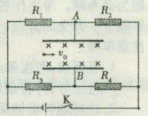 R₁ A R₂
× × × ×
v₀
× × × ×
R₃ B R₄
K